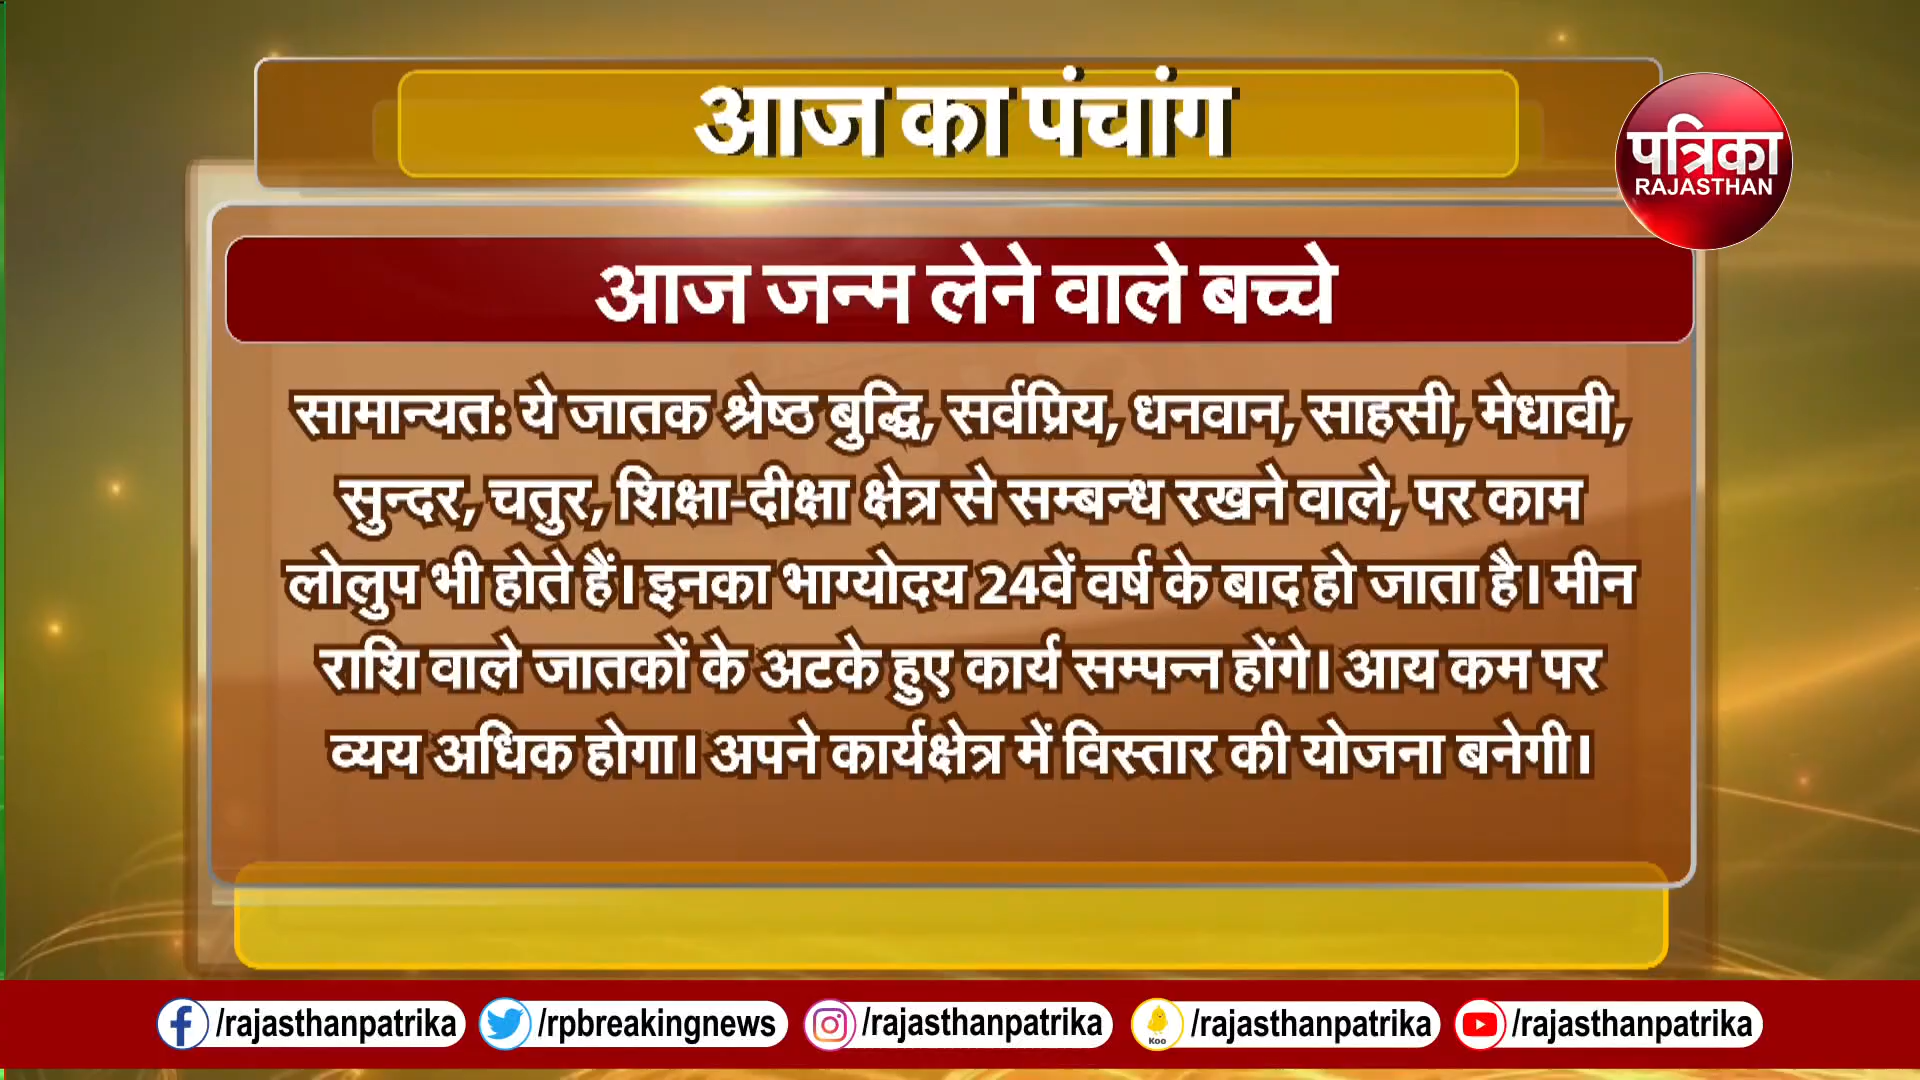 आज का पंचांग
पत्रिका
RAJASTHAN
आज जन्म लेने वाले बच्चे
सामान्यत: ये जातक श्रेष्ठ बुद्धि, सर्वप्रिय, धनवान, साहसी, मेधावी,
सुन्दर, चतुर, शिक्षा-दीक्षा क्षेत्र से सम्बन्ध रखने वाले, पर काम
लोलुप भी होते हैं। इनका भाग्योदय 24वें वर्ष के बाद हो जाता है। मीन
राशि वाले जातकों के अटके हुए कार्य सम्पन्न होंगे। आय कम पर
व्यय अधिक होगा। अपने कार्यक्षेत्र में विस्तार की योजना बनेगी।
/rajasthanpatrika /rpbreakingnews /rajasthanpatrika Koo /rajasthanpatrika /rajasthanpatrika